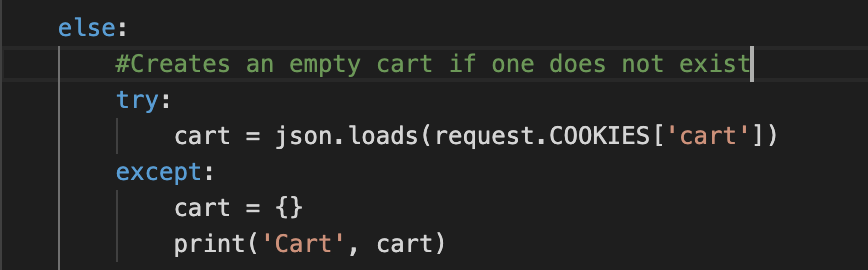 else:
#Creates an empty cart if one does not exist
try:
cart = json.loads(request.COOKIES['cart'])
except:
cart = {}
print('Cart', cart)